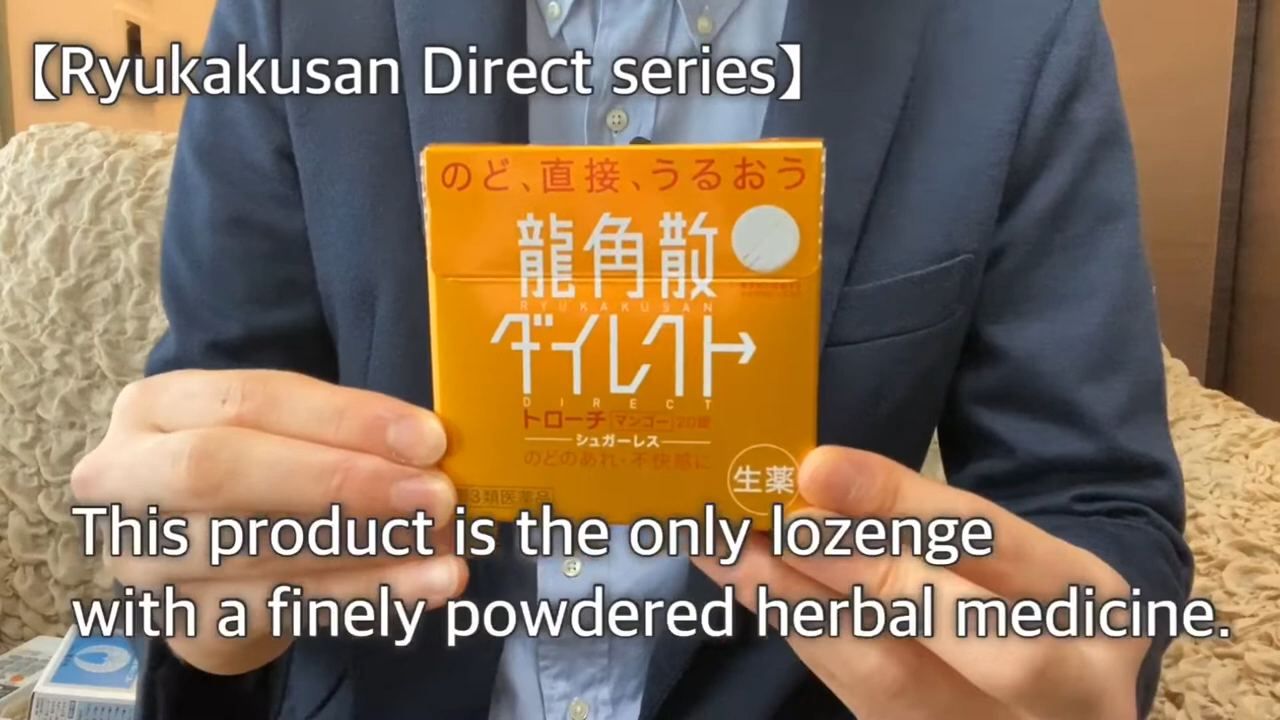 【Ryukakusan Direct series】
のど、直接、うるおう
龍角散
RYUKAKUSAN
ダイレクト
DIRECT
トローチ マンゴー 20錠
シュガーレス
のどのあれ・不快感に
生薬
第3類医薬品
This product is the only lozenge
with a finely powdered herbal medicine.